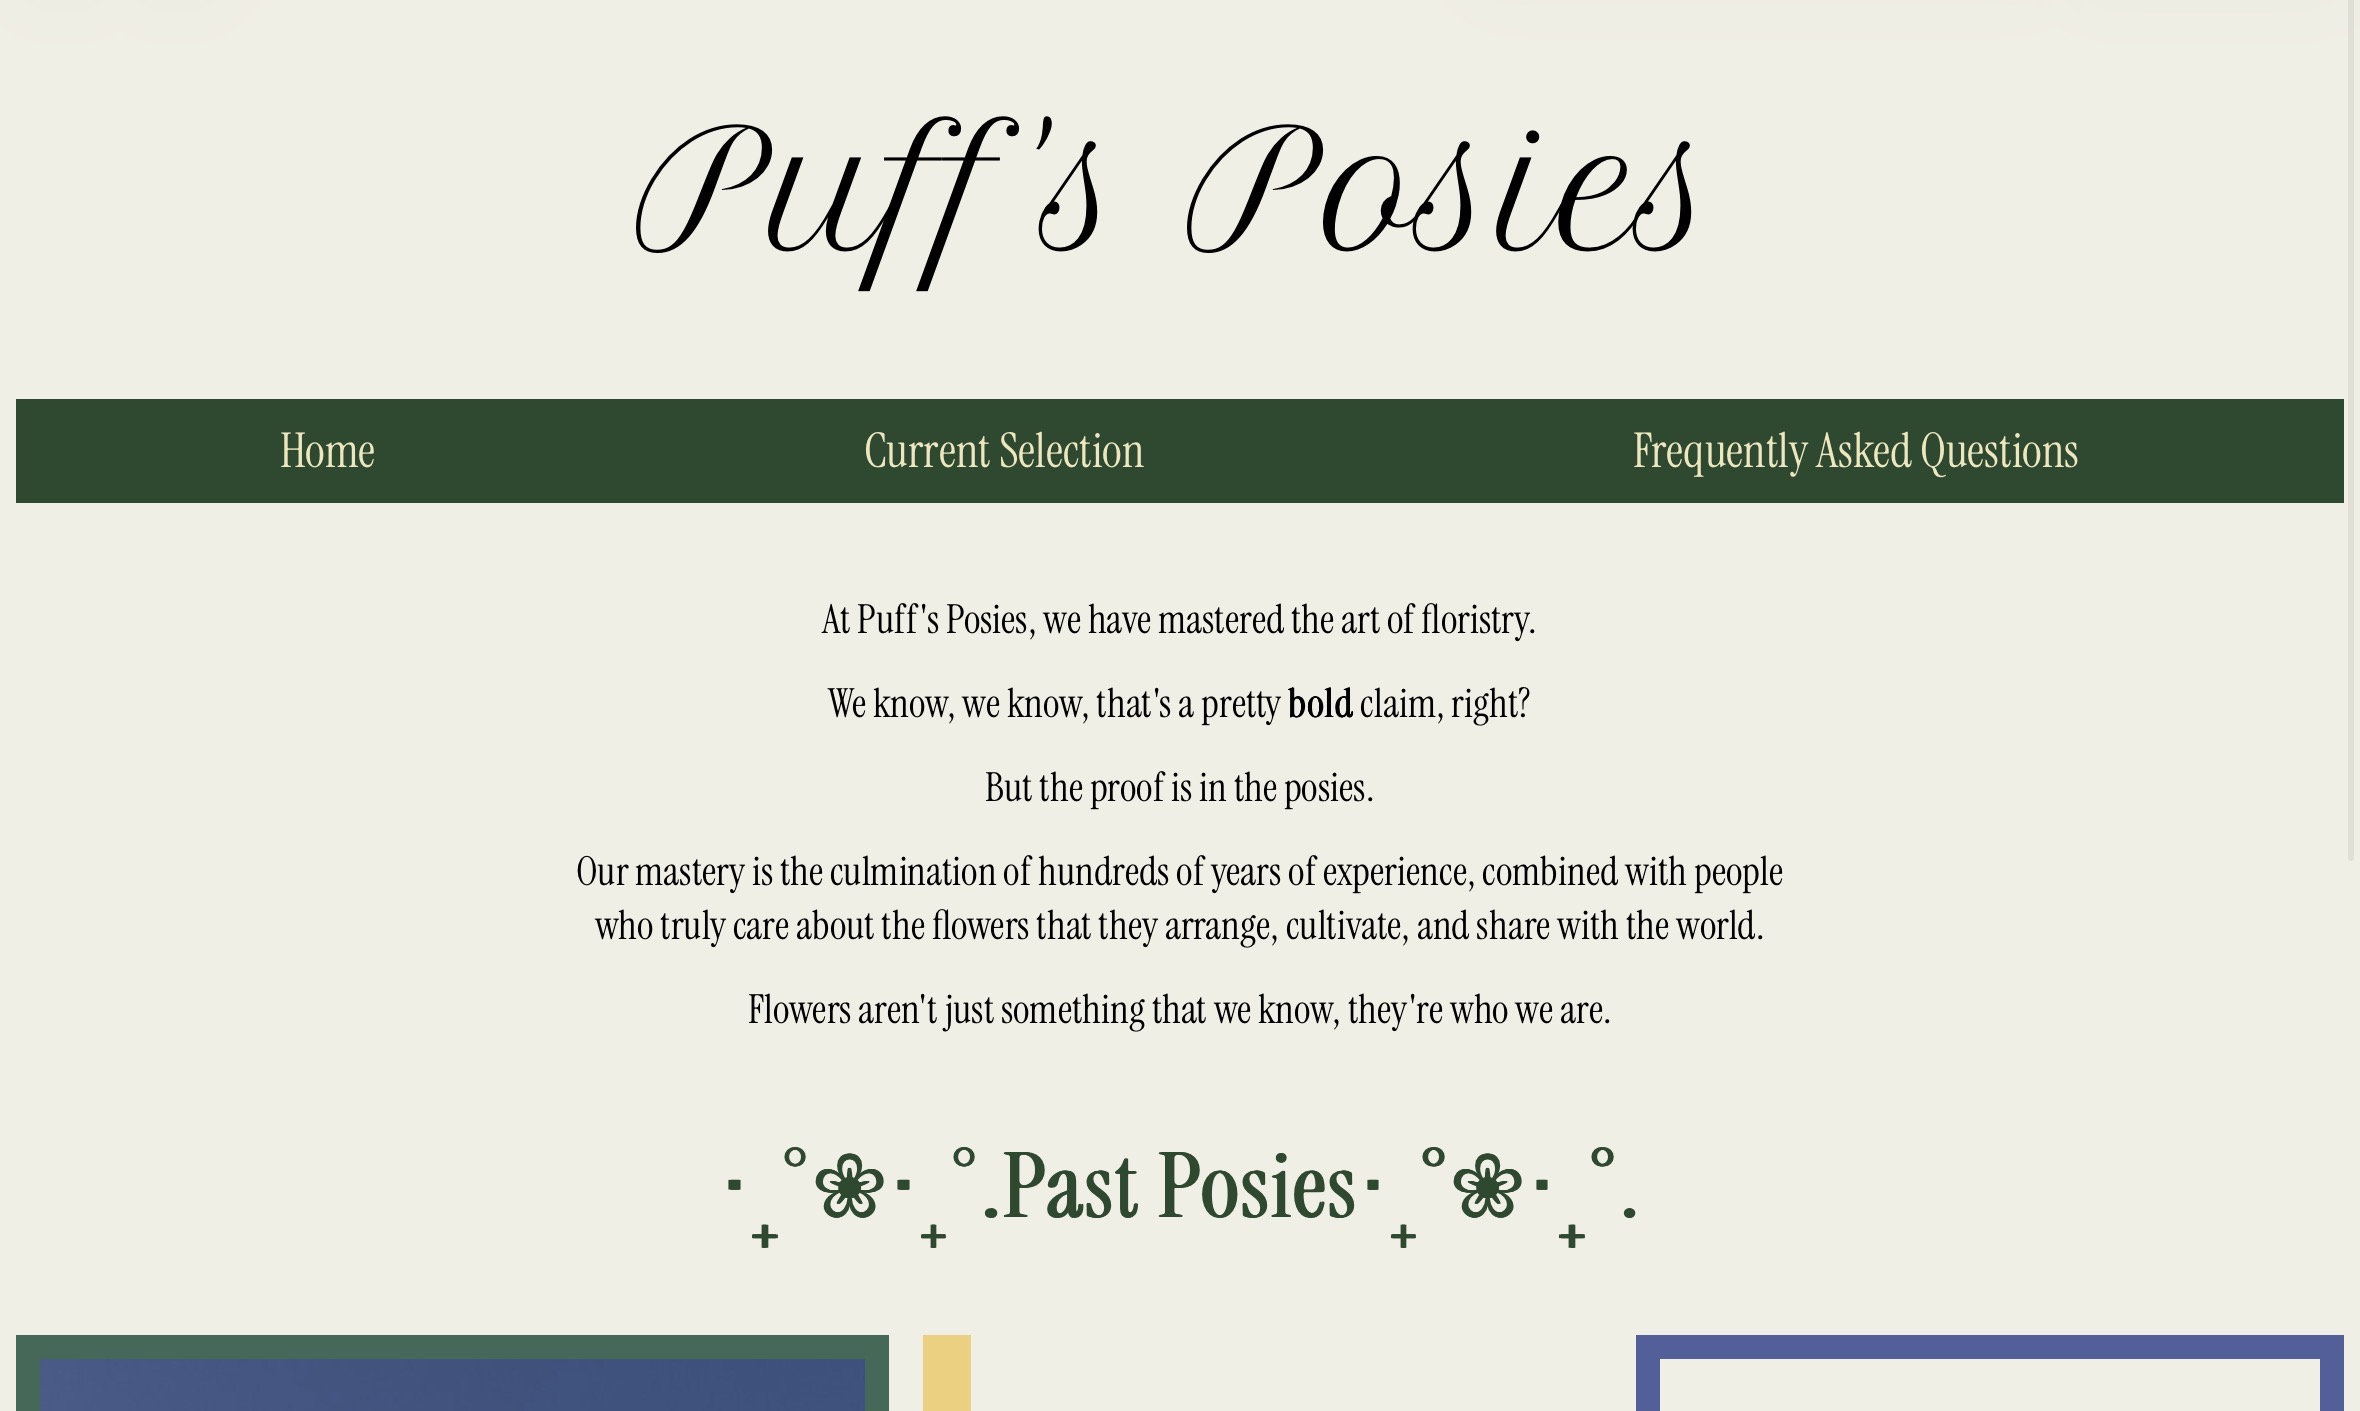 Puff's Posies
Home
Current Selection
Frequently Asked Questions
At Puff's Posies, we have mastered the art of floristry.
We know, we know, that's a pretty bold claim, right?
But the proof is in the posies.
Our mastery is the culmination of hundreds of years of experience, combined with people
who truly care about the flowers that they arrange, cultivate, and share with the world.
Flowers aren't just something that we know, they're who we are.
‧₊˚❀‧₊˚.Past Posies‧₊˚❀‧₊˚.